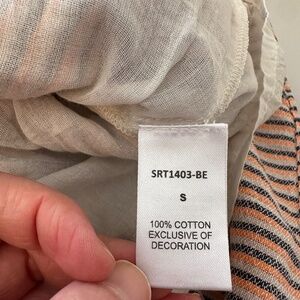 SRT1403-BE
S
100% COTTON
EXCLUSIVE OF
DECORATION